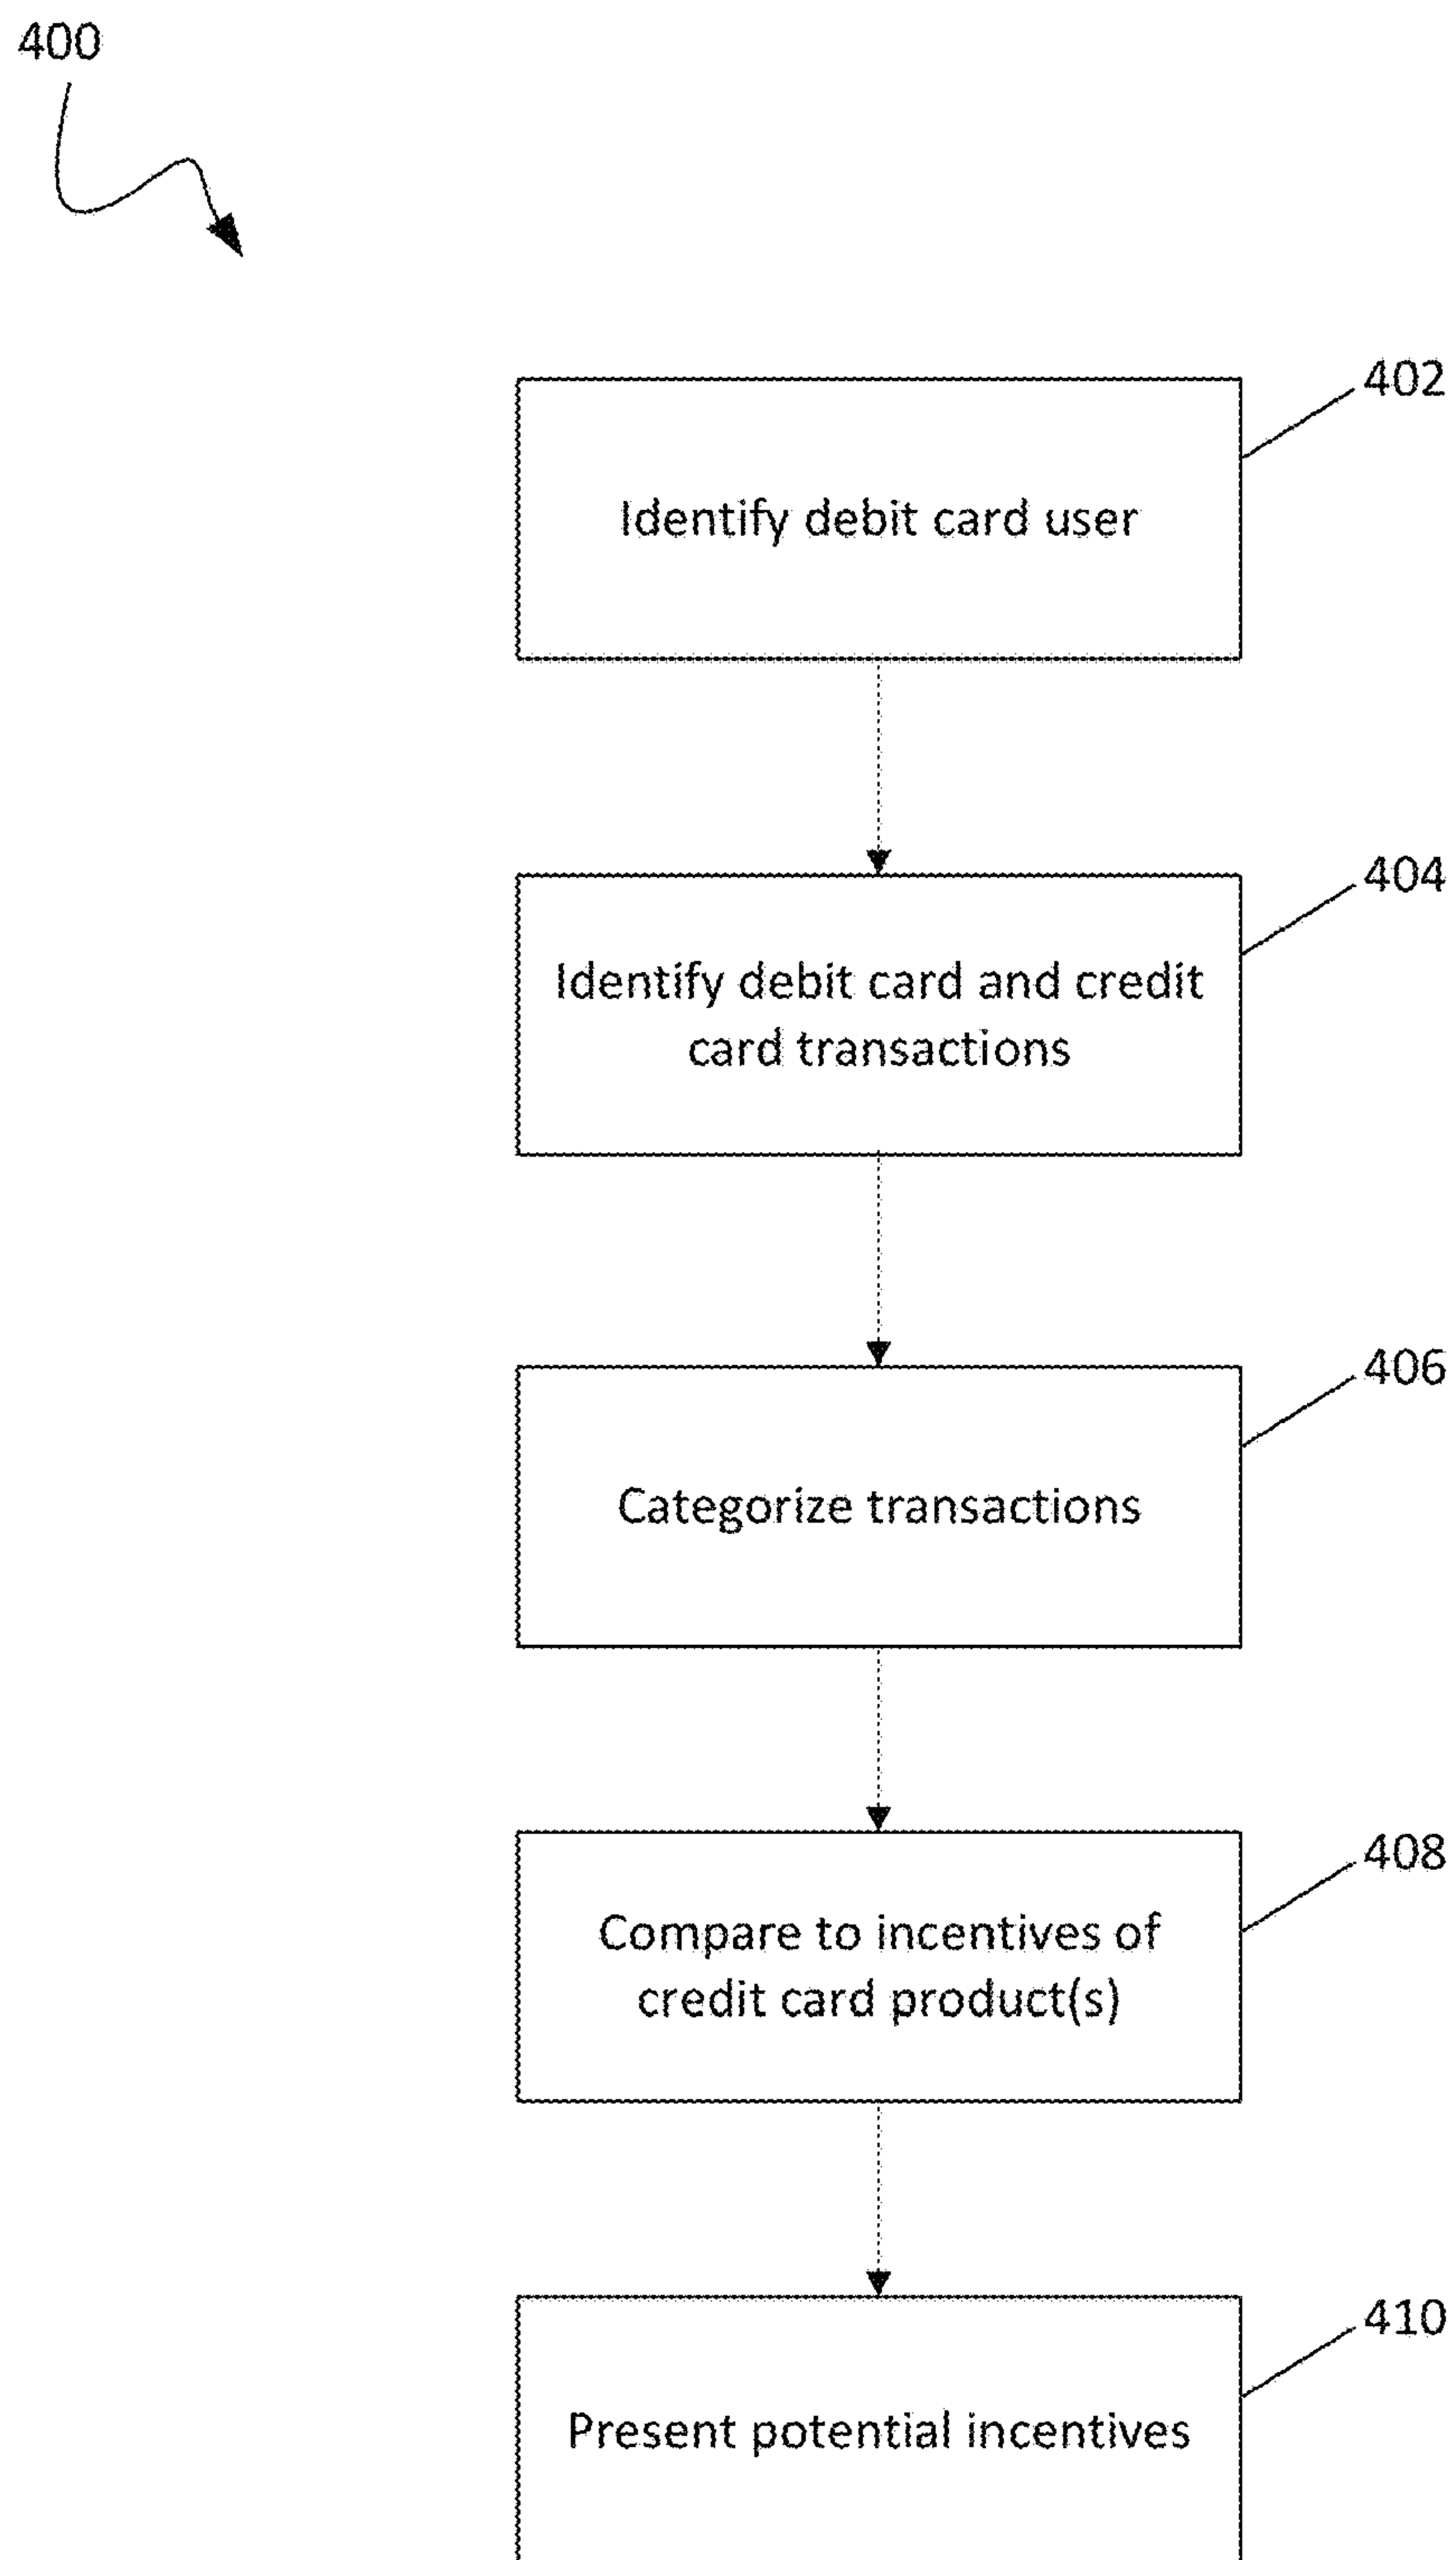 400
402
Identify debit card user
404
Identify debit card and credit
card transactions
406
Categorize transactions
408
Compare to incentives of
credit card product(s)
410
Present potential incentives